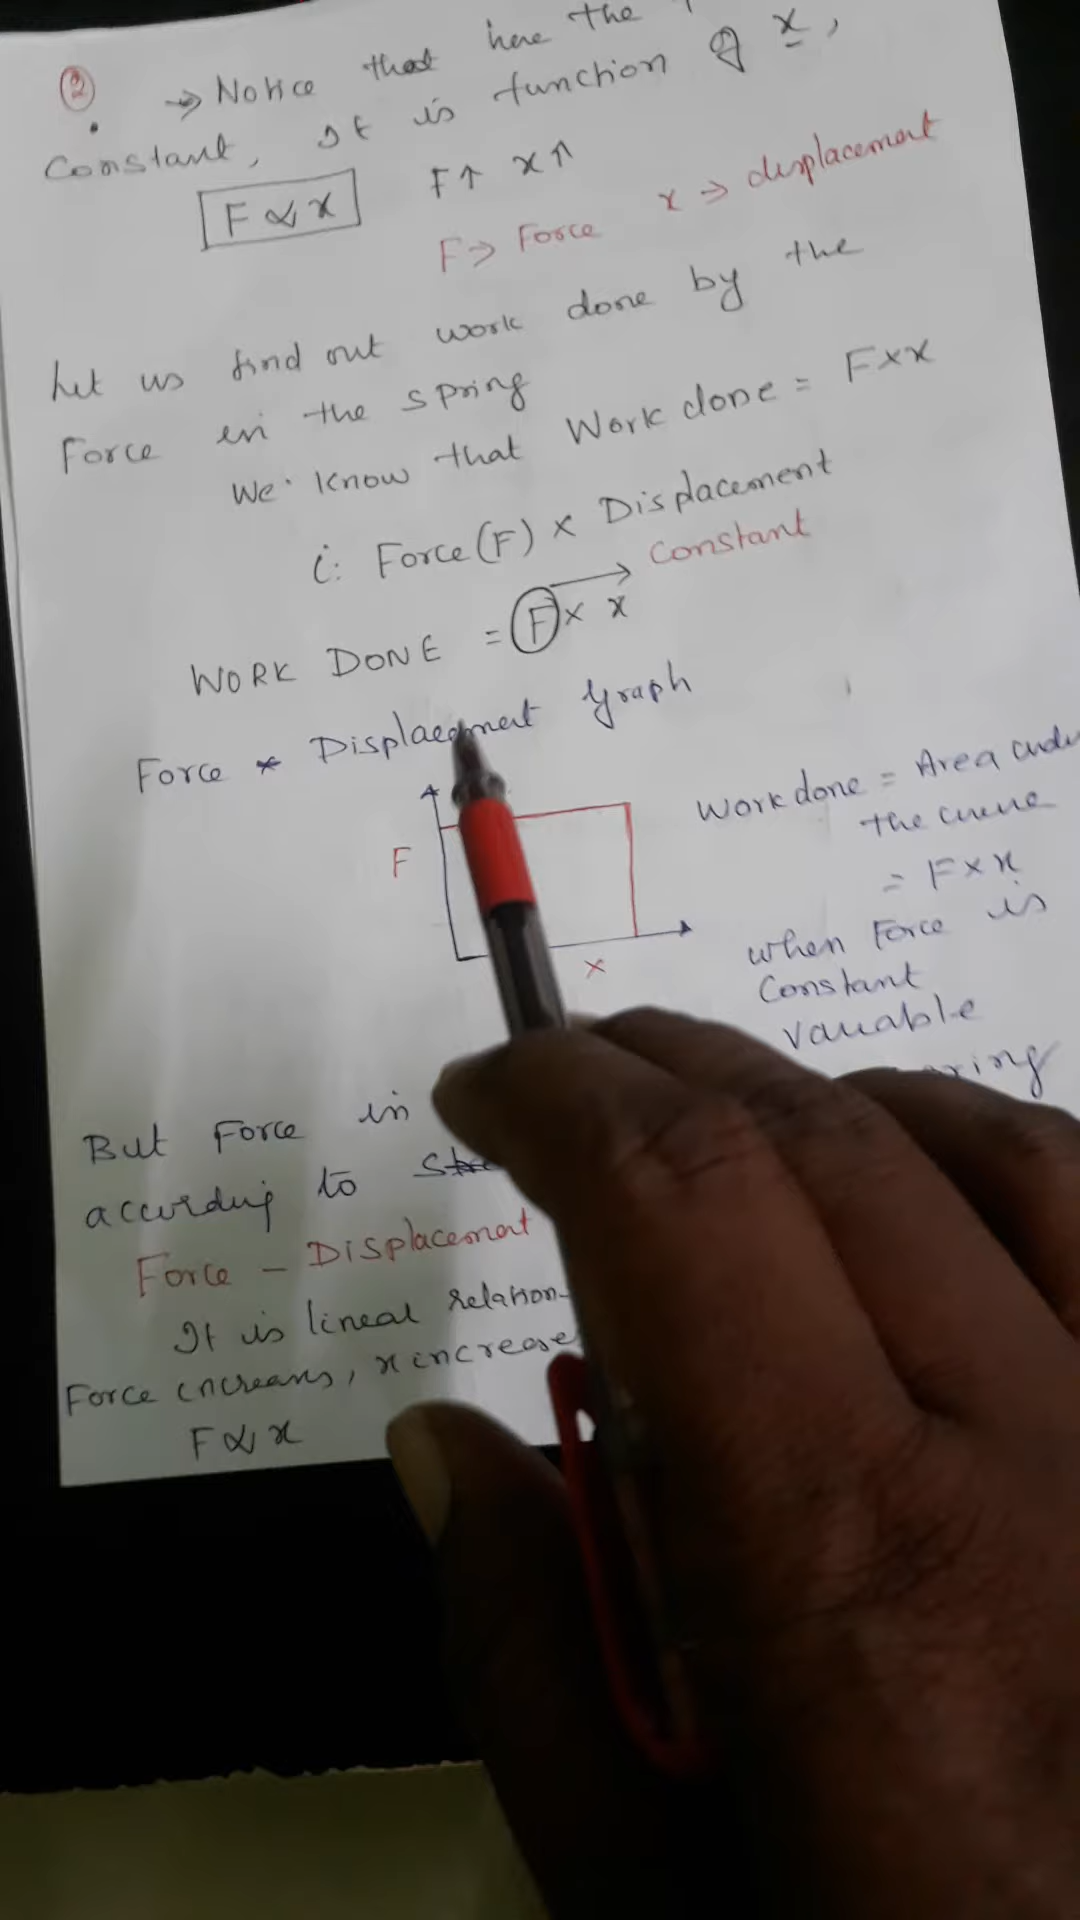 ②
→ Notice that here the
Constant, It is function of x,
F ∝ x F↑ x↑
F → Force x → displacement
Let us find out work done by the
Force in the spring
We know that Work done = F×x
i: Force (F) × Displacement
WORK DONE = F × x → Constant
Force * Displacement Graph
F
x
Work done = Area under
the curve
= F×x
when Force is
Constant
Variable
But Force in
according to
Force - Displacement
It is linear relation-
Force increases, x increase
F ∝ x